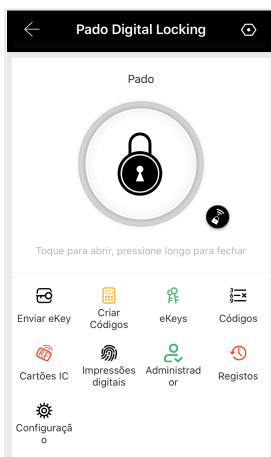 Pado Digital Locking
Pado
Toque para abrir, pressione longo para fechar
Enviar eKey
Criar
Códigos
eKeys
Códigos
Cartões IC
Impressões
digitais
Administrad
or
Registos
Configuraçã
o